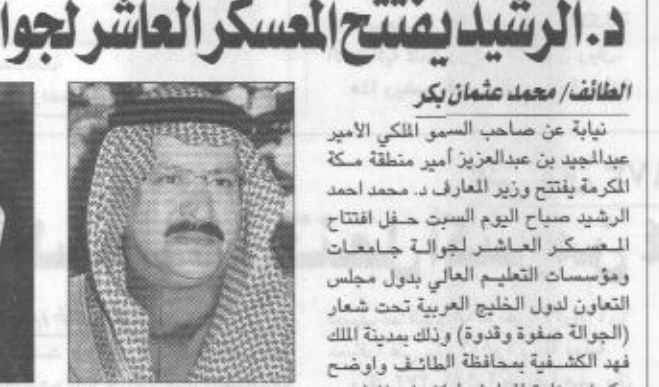 د. الرشيد يفتتح المعسكر العاشر لجوا
الطائف/ محمد عثمان بكر
نيابة عن صاحب السمو الملكي الأمير
عبدالمجيد بن عبدالعزيز أمير منطقة مكة
المكرمة يفتتح وزير المعارف د. محمد احمد
الرشيد صباح اليوم السبت حفل افتتاح
المعسكر العاشر لجوالة جامعات
ومؤسسات التعليم العالي بدول مجلس
التعاون لدول الخليج العربية تحت شعار
(الجوالة صفوة وقدوة) وذلك بمدينة الملك
فهد الكشفية بمحافظة الطائف واوضح